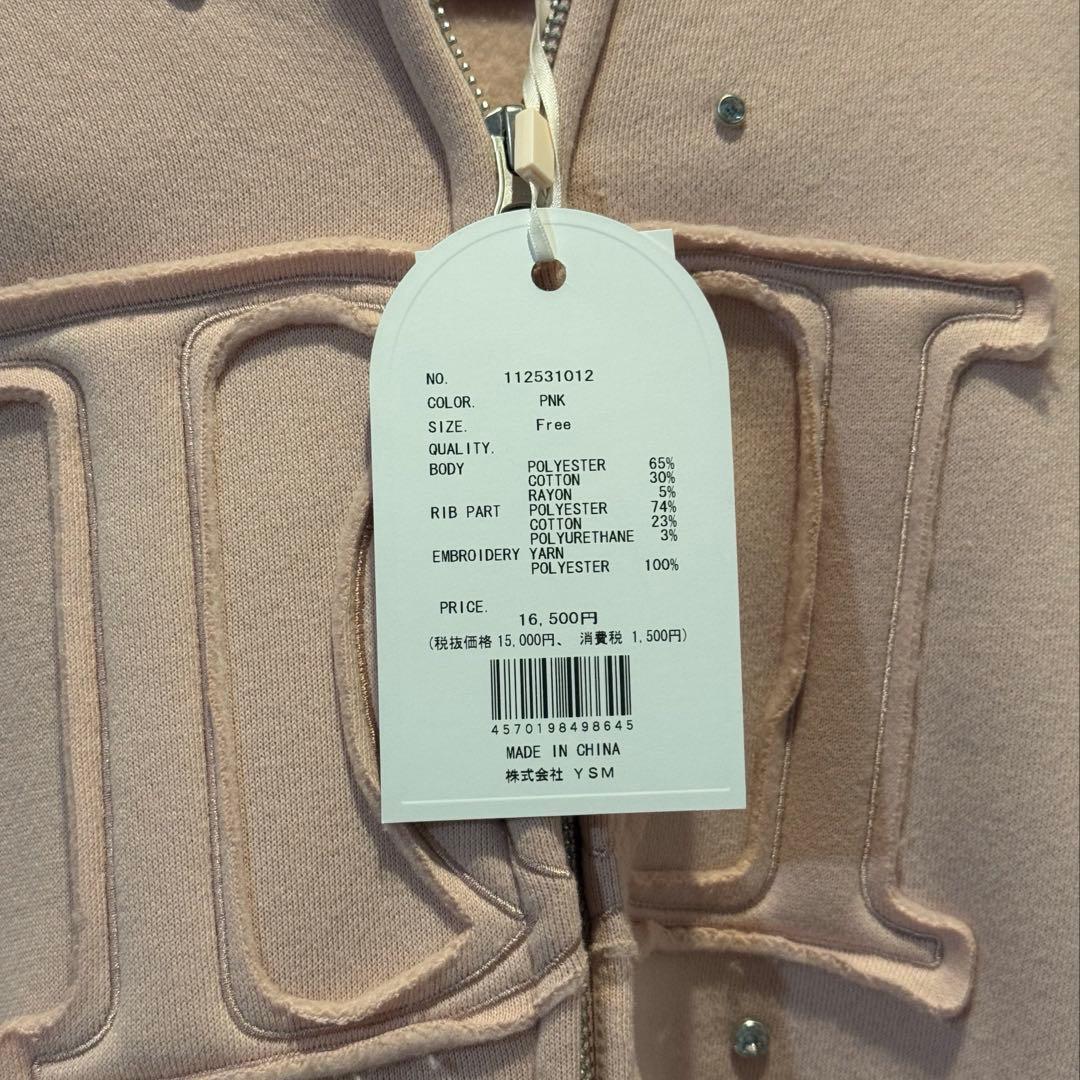 NO. 112531012
COLOR. PNK
SIZE. Free
QUALITY.
BODY POLYESTER 65%
COTTON 30%
RAYON 5%
RIB PART POLYESTER 74%
COTTON 23%
POLYURETHANE 3%
EMBROIDERY YARN
POLYESTER 100%
PRICE. 16,500円
(税抜価格 15,000円、 消費税 1,500円)
4570198498645
MADE IN CHINA
株式会社 YSM